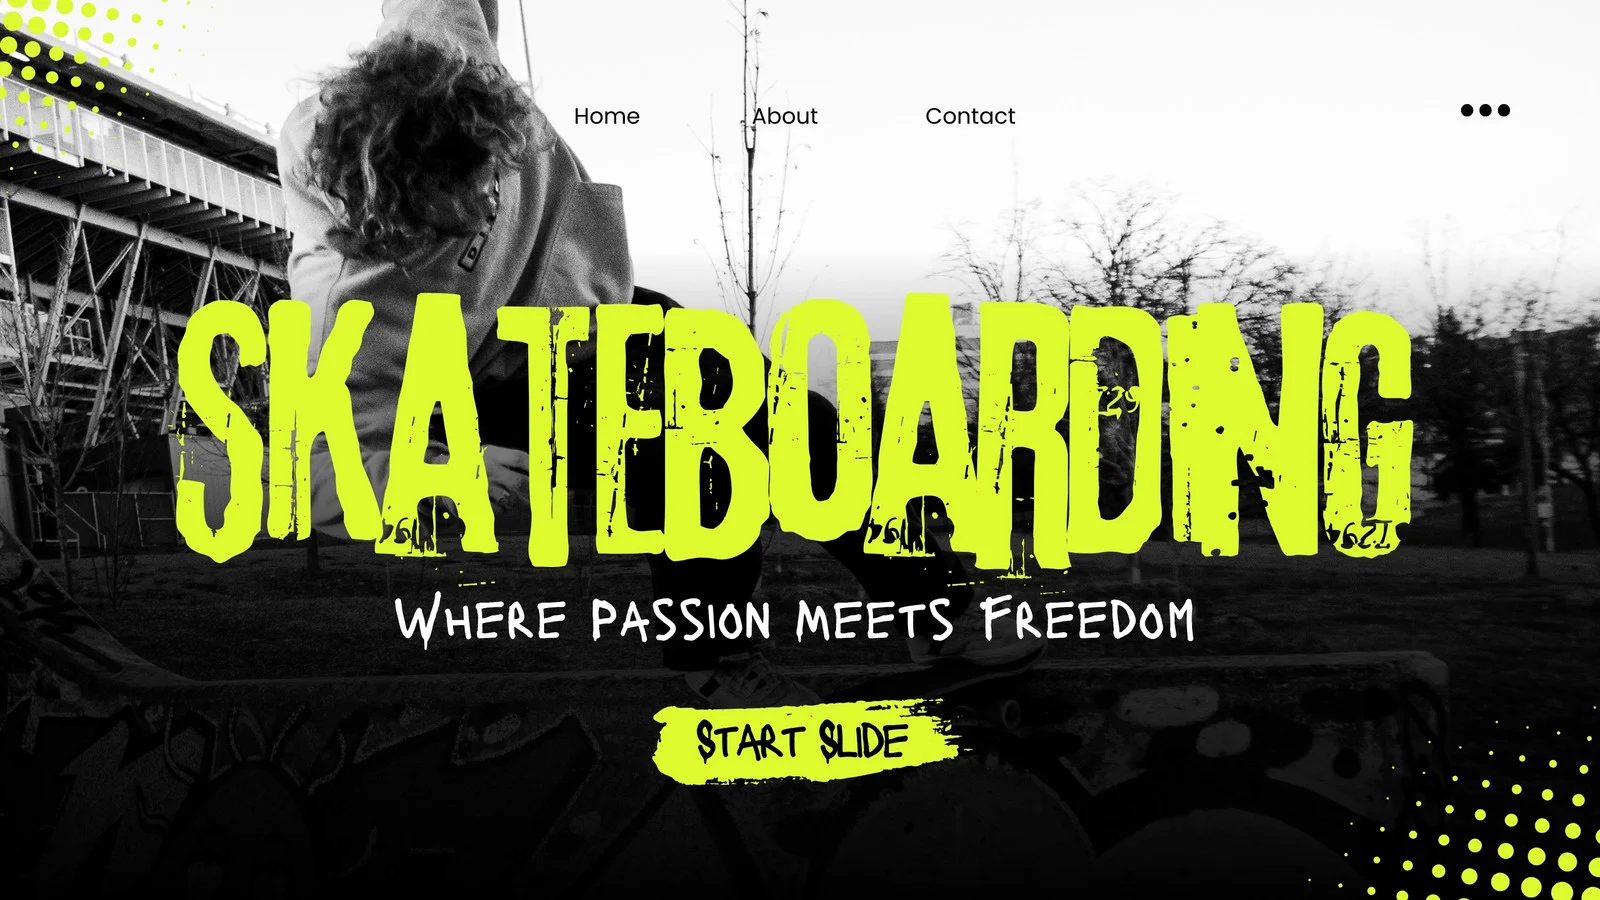 Home About Contact
SKATEBOARDING
WHERE PASSION MEETS FREEDOM
START SLIDE